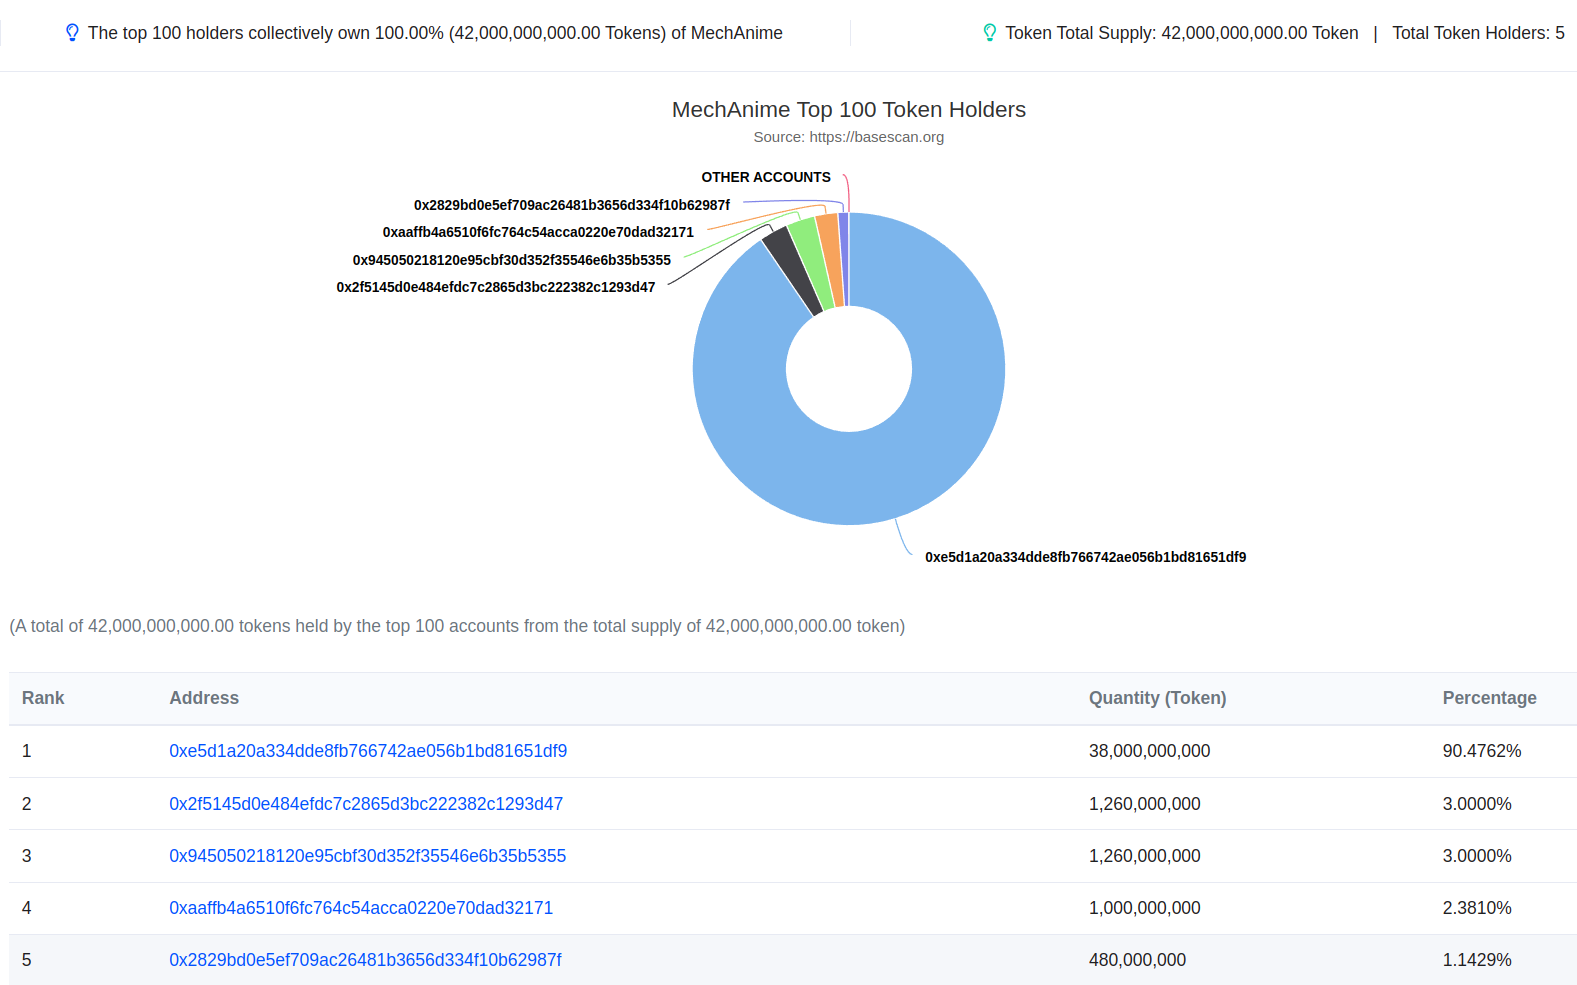 The top 100 holders collectively own 100.00% (42,000,000,000.00 Tokens) of MechAnime
Token Total Supply: 42,000,000,000.00 Token | Total Token Holders: 5
MechAnime Top 100 Token Holders
Source: https://basescan.org
OTHER ACCOUNTS
0x2829bd0e5ef709ac26481b3656d334f10b62987f
0xaaffb4a6510f6fc764c54acca0220e70dad32171
0x945050218120e95cbf30d352f35546e6b35b5355
0x2f5145d0e484efdc7c2865d3bc222382c1293d47
0xe5d1a20a334dde8fb766742ae056b1bd81651df9
(A total of 42,000,000,000.00 tokens held by the top 100 accounts from the total supply of 42,000,000,000.00 token)
Rank Address Quantity (Token) Percentage
1 0xe5d1a20a334dde8fb766742ae056b1bd81651df9 38,000,000,000 90.4762%
2 0x2f5145d0e484efdc7c2865d3bc222382c1293d47 1,260,000,000 3.0000%
3 0x945050218120e95cbf30d352f35546e6b35b5355 1,260,000,000 3.0000%
4 0xaaffb4a6510f6fc764c54acca0220e70dad32171 1,000,000,000 2.3810%
5 0x2829bd0e5ef709ac26481b3656d334f10b62987f 480,000,000 1.1429%